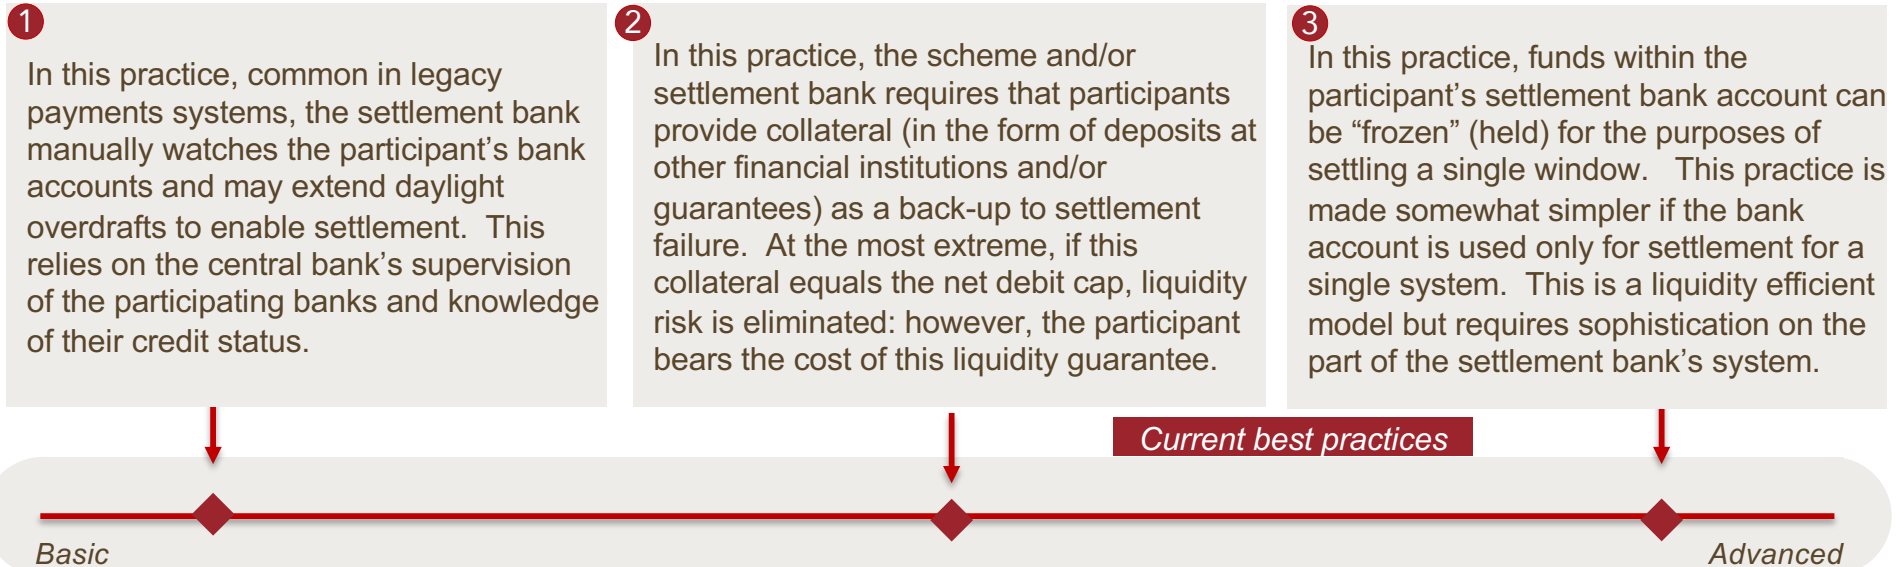 1
In this practice, common in legacy
payments systems, the settlement bank
manually watches the participant’s bank
accounts and may extend daylight
overdrafts to enable settlement.  This
relies on the central bank’s supervision
of the participating banks and knowledge
of their credit status.
2
In this practice, the scheme and/or
settlement bank requires that participants
provide collateral (in the form of deposits at
other financial institutions and/or
guarantees) as a back-up to settlement
failure.  At the most extreme, if this
collateral equals the net debit cap, liquidity
risk is eliminated: however, the participant
bears the cost of this liquidity guarantee.
3
In this practice, funds within the
participant’s settlement bank account can
be “frozen” (held) for the purposes of
settling a single window.   This practice is
made somewhat simpler if the bank
account is used only for settlement for a
single system.  This is a liquidity efficient
model but requires sophistication on the
part of the settlement bank’s system.
Current best practices
Basic
Advanced